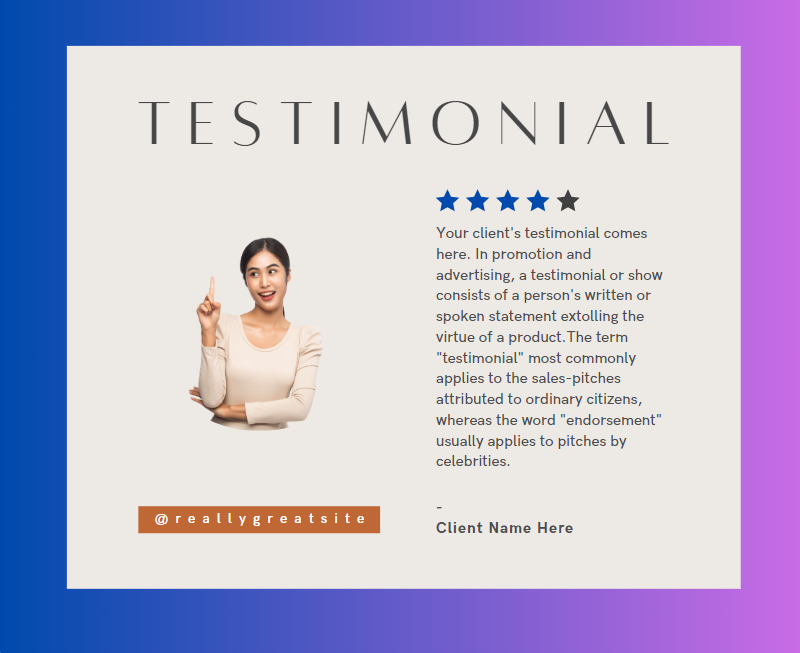 TESTIMONIAL
Your client's testimonial comes
here. In promotion and
advertising, a testimonial or show
consists of a person's written or
spoken statement extolling the
virtue of a product.The term
"testimonial" most commonly
applies to the sales-pitches
attributed to ordinary citizens,
whereas the word "endorsement"
usually applies to pitches by
celebrities.
-
Client Name Here
@reallygreatsite